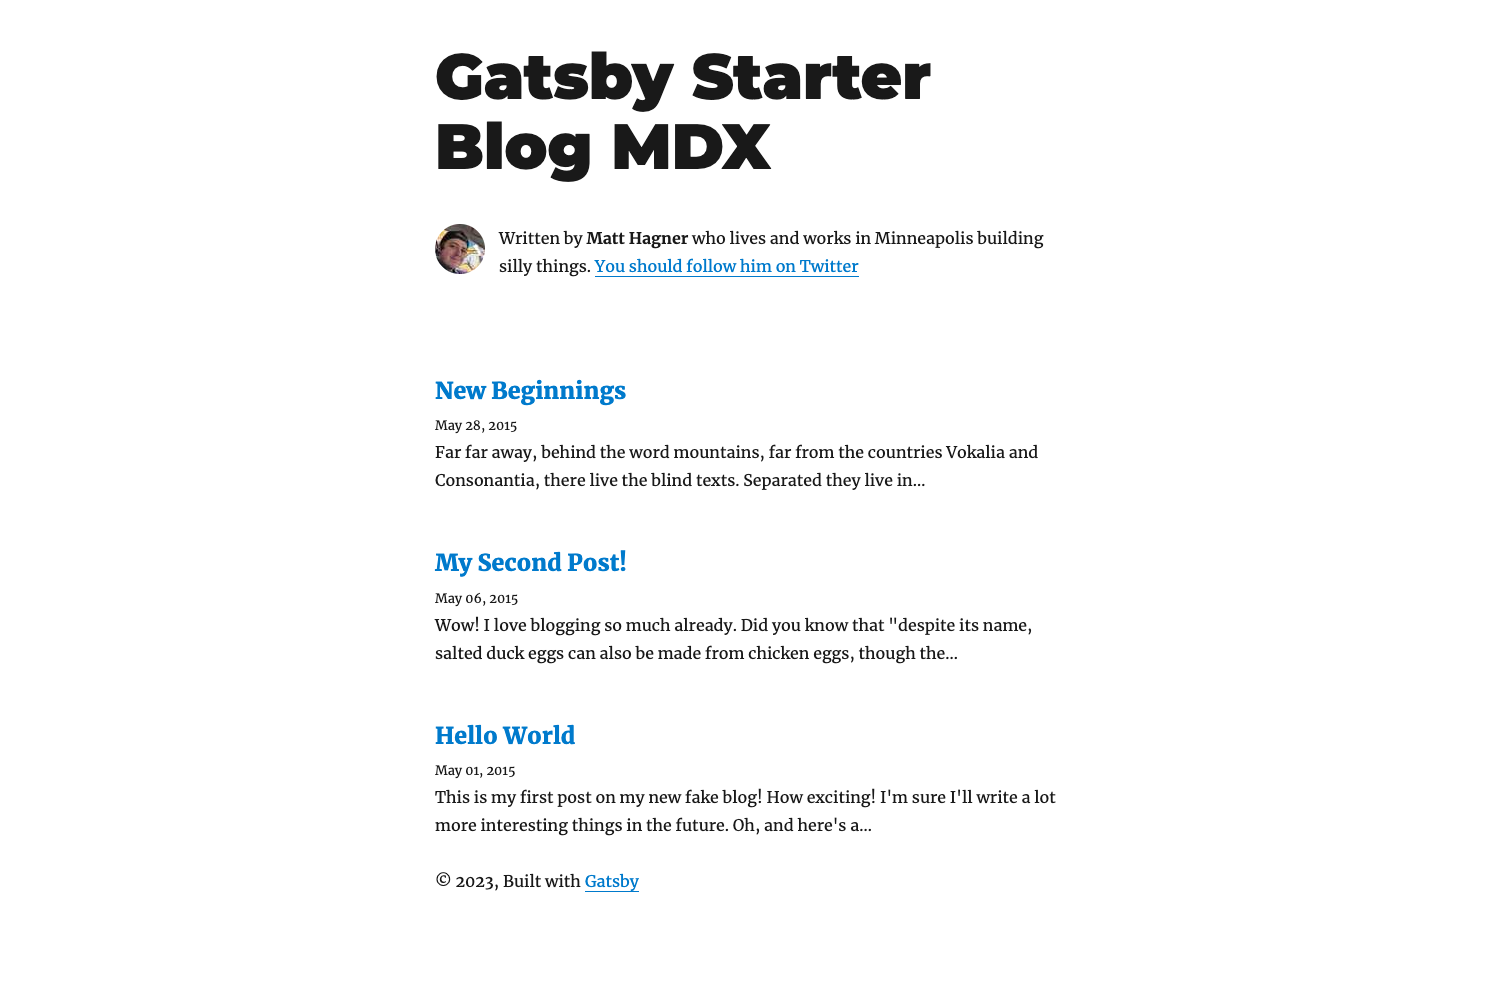 Gatsby Starter
Blog MDX
Written by Matt Hagner who lives and works in Minneapolis building
silly things. You should follow him on Twitter
New Beginnings
May 28, 2015
Far far away, behind the word mountains, far from the countries Vokalia and
Consonantia, there live the blind texts. Separated they live in…
My Second Post!
May 06, 2015
Wow! I love blogging so much already. Did you know that "despite its name,
salted duck eggs can also be made from chicken eggs, though the…
Hello World
May 01, 2015
This is my first post on my new fake blog! How exciting! I'm sure I'll write a lot
more interesting things in the future. Oh, and here's a…
© 2023, Built with Gatsby